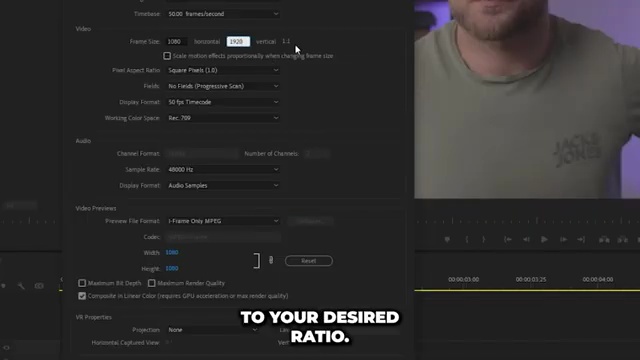 Timebase: 50.00 frames/second
Video
Frame Size: 1080 horizontal 1920 vertical 1:1
Scale motion effects proportionally when changing frame size
Pixel Aspect Ratio: Square Pixels (1.0)
Fields: No Fields (Progressive Scan)
Display Format: 50 fps Timecode
Working Color Space: Rec. 709
Audio
Channel Format:
Number of Channels:
Sample Rate: 48000 Hz
Display Format: Audio Samples
Video Previews
Preview File Format: I-Frame Only MPEG
Codec:
Width: 1080
Height: 1080
Reset
Maximum Bit Depth Maximum Render Quality
Composite in Linear Color (requires GPU acceleration or max render quality)
VR Properties
Projection: None
Horizontal Captured View:
JACK &
JONES
00:00:03:00
00:00:03:25
00:00:04:00
TO YOUR DESIRED
RATIO.